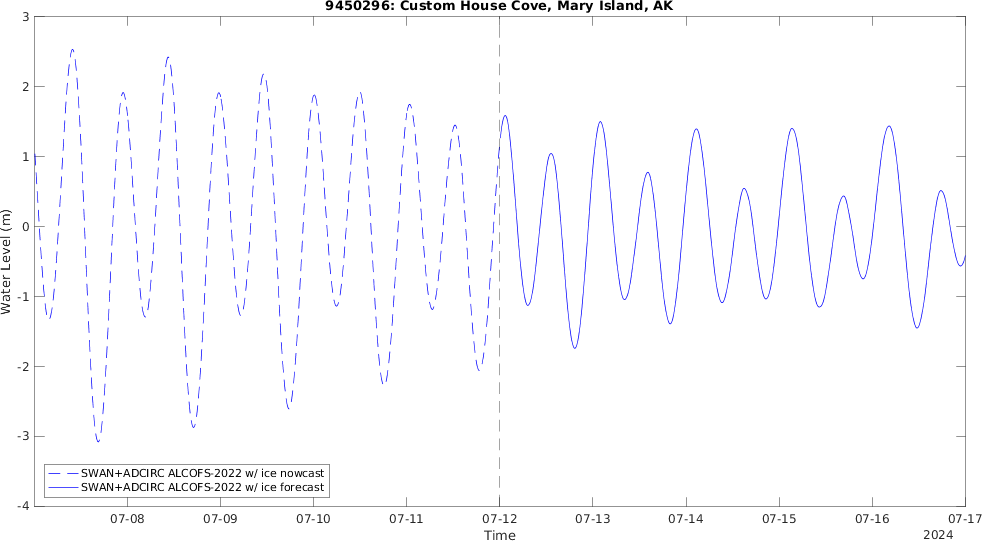 9450296: Custom House Cove, Mary Island, AK
3
2
1
0
-1
-2
-3
-4
Water Level (m)
SWAN+ADCIRC ALCOFS-2022 w/ ice nowcast
SWAN+ADCIRC ALCOFS-2022 w/ ice forecast
07-08 07-09 07-10 07-11 07-12 07-13 07-14 07-15 07-16 07-17
Time
2024